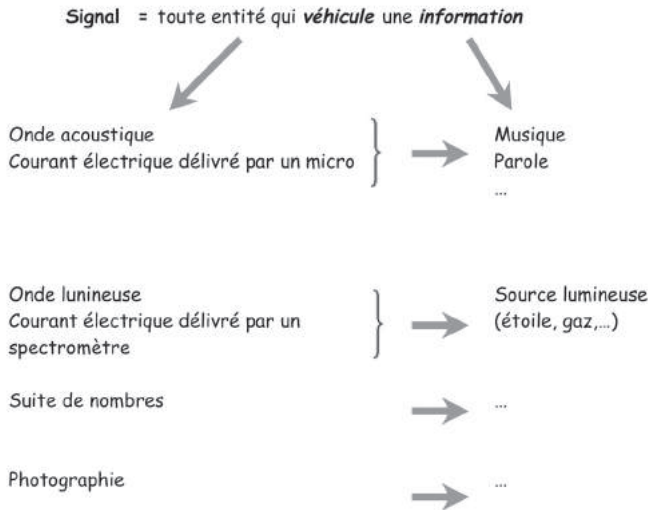 Signal = toute entité qui véhicule une information
Onde acoustique
Courant électrique délivré par un micro
Musique
Parole
...
Onde lunineuse
Courant électrique délivré par un
spectromètre
Source lumineuse
(étoile, gaz,...)
Suite de nombres
...
Photographie
...